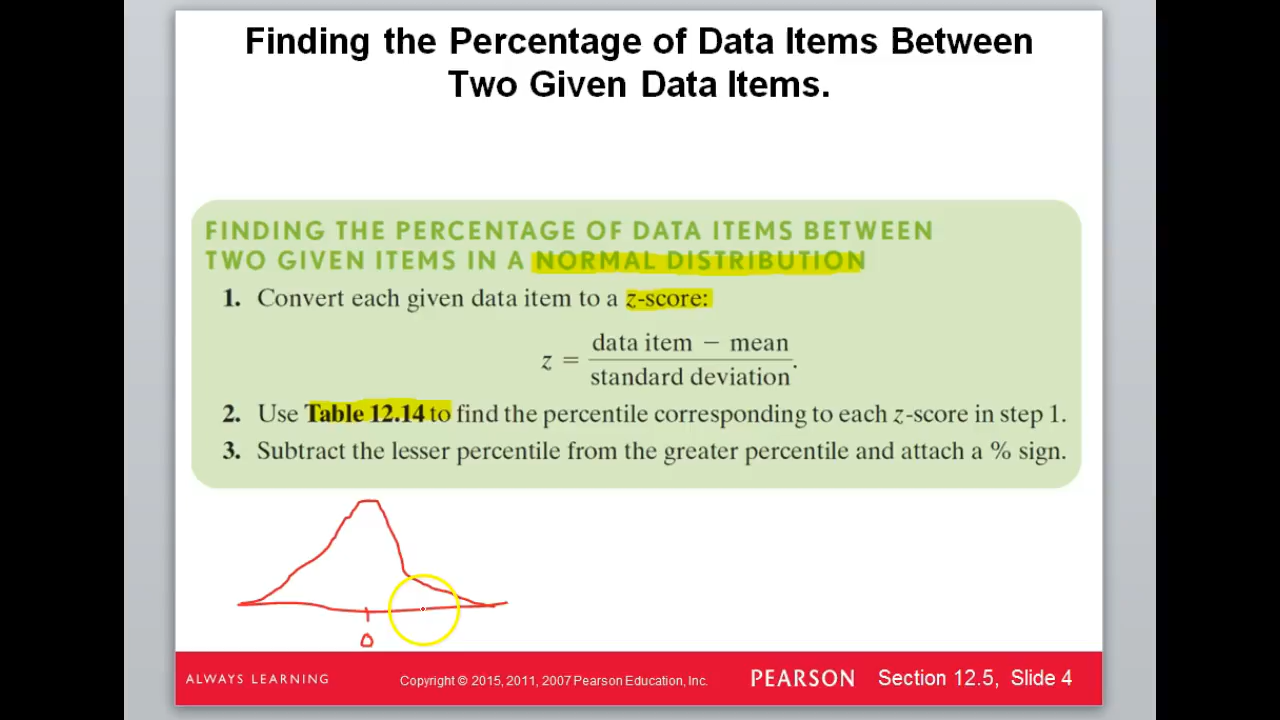 Finding the Percentage of Data Items Between
Two Given Data Items.
FINDING THE PERCENTAGE OF DATA ITEMS BETWEEN
TWO GIVEN ITEMS IN A NORMAL DISTRIBUTION
1. Convert each given data item to a z-score:
z = data item − mean / standard deviation.
2. Use Table 12.14 to find the percentile corresponding to each z-score in step 1.
3. Subtract the lesser percentile from the greater percentile and attach a % sign.
0
ALWAYS LEARNING Copyright © 2015, 2011, 2007 Pearson Education, Inc. PEARSON Section 12.5, Slide 4